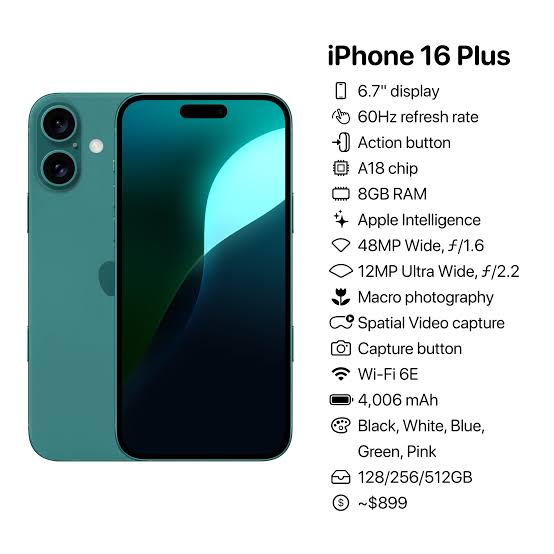 iPhone 16 Plus
6.7" display
60Hz refresh rate
Action button
A18 chip
8GB RAM
Apple Intelligence
48MP Wide, ƒ/1.6
12MP Ultra Wide, ƒ/2.2
Macro photography
Spatial Video capture
Capture button
Wi-Fi 6E
4,006 mAh
Black, White, Blue,
Green, Pink
128/256/512GB
~$899